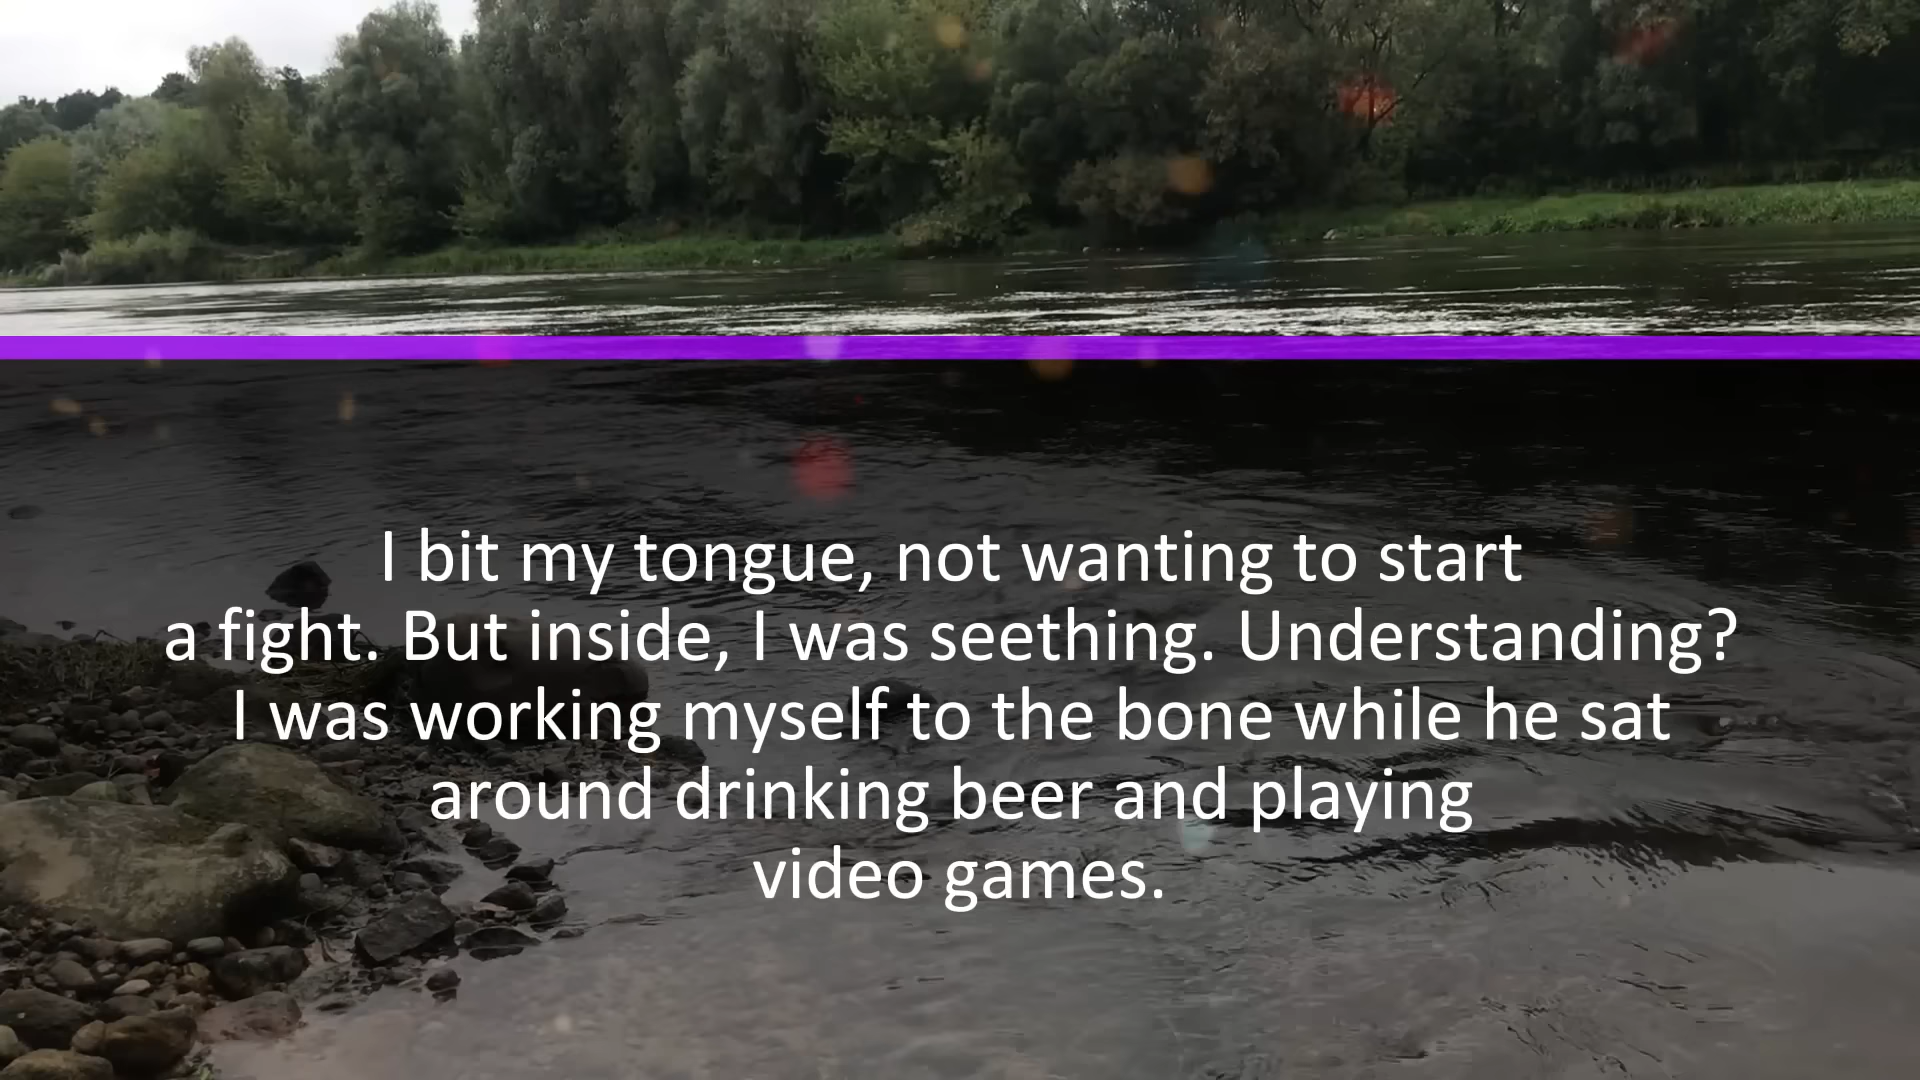 I bit my tongue, not wanting to start
a fight. But inside, I was seething. Understanding?
I was working myself to the bone while he sat
around drinking beer and playing
video games.